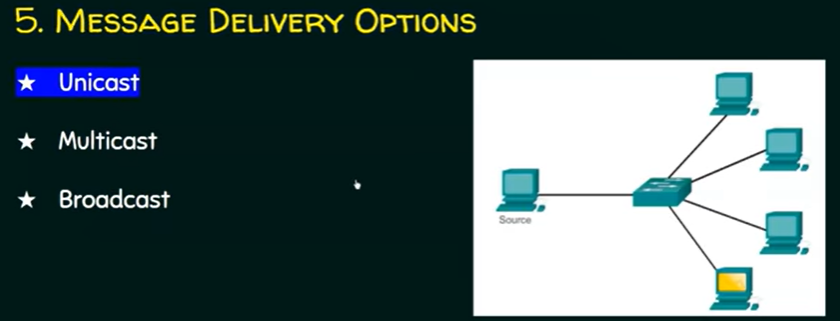 5. MESSAGE DELIVERY OPTIONS
★ Unicast
★ Multicast
★ Broadcast
Source